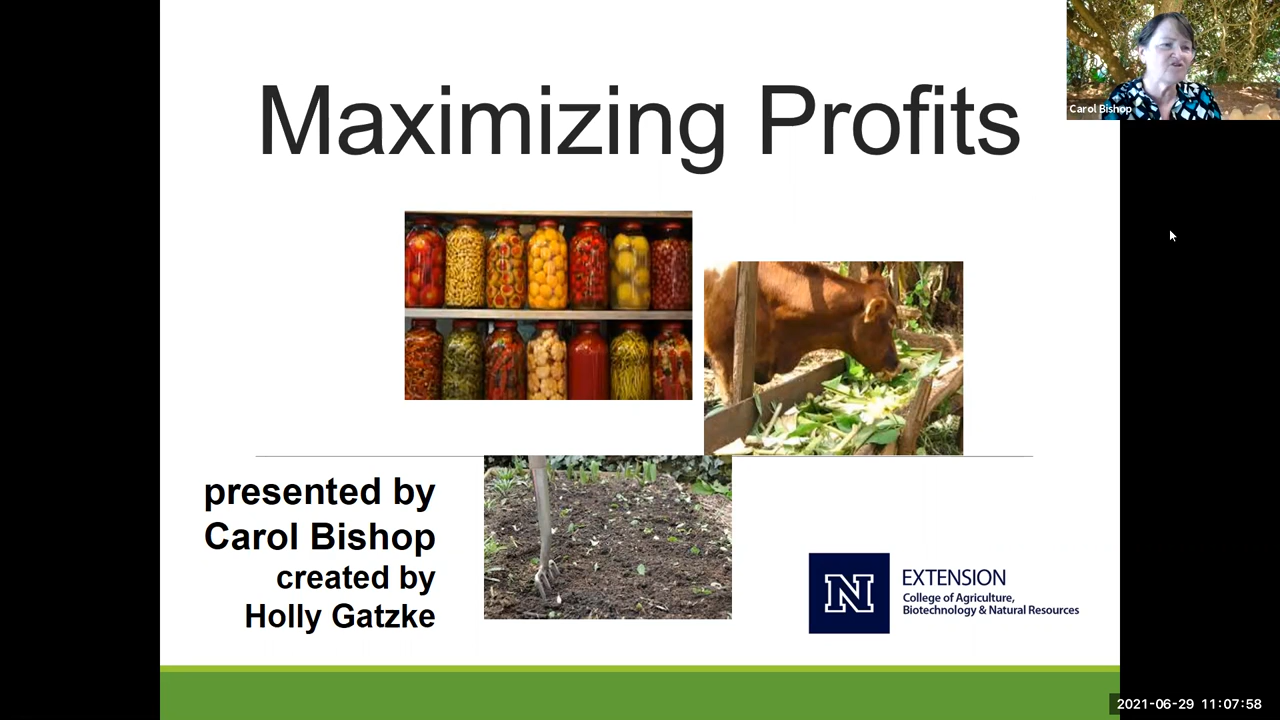 Maximizing Profits
Carol Bishop
presented by
Carol Bishop
created by
Holly Gatzke
N
EXTENSION
College of Agriculture,
Biotechnology & Natural Resources
2021-06-29 11:07:58